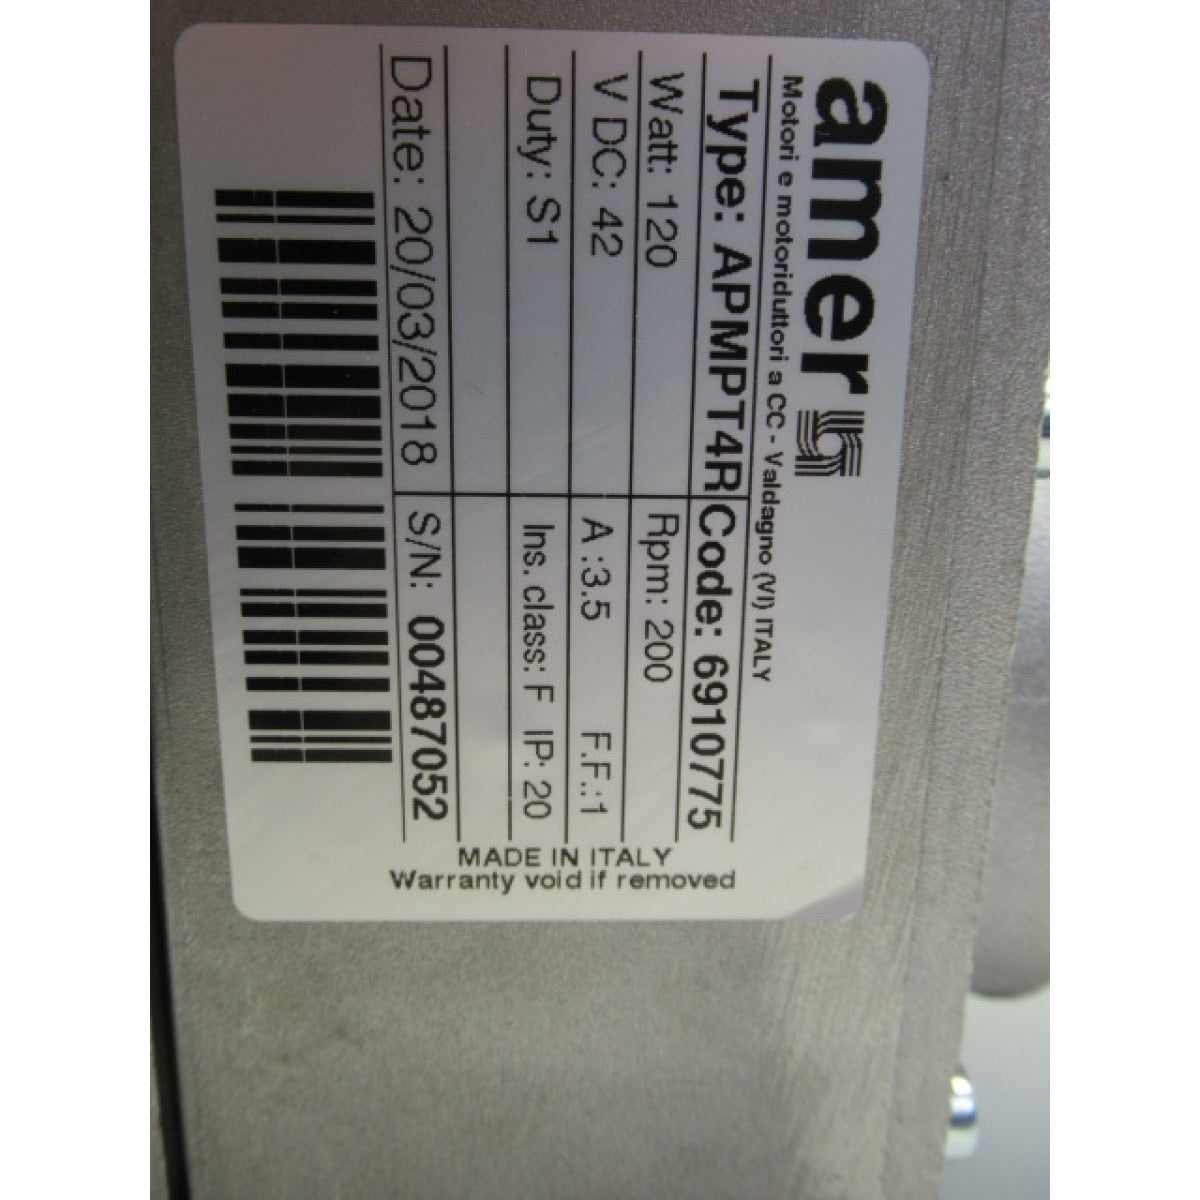 amer
Motori e motoriduttori a CC - Valdagno (VI) ITALY
Type: APMPT4R Code: 6910775
Watt: 120 Rpm: 200
V DC: 42 A :3.5 F.F.:1
Duty: S1 Ins. class: F IP: 20
Date: 20/03/2018 S/N: 00487052
MADE IN ITALY
Warranty void if removed